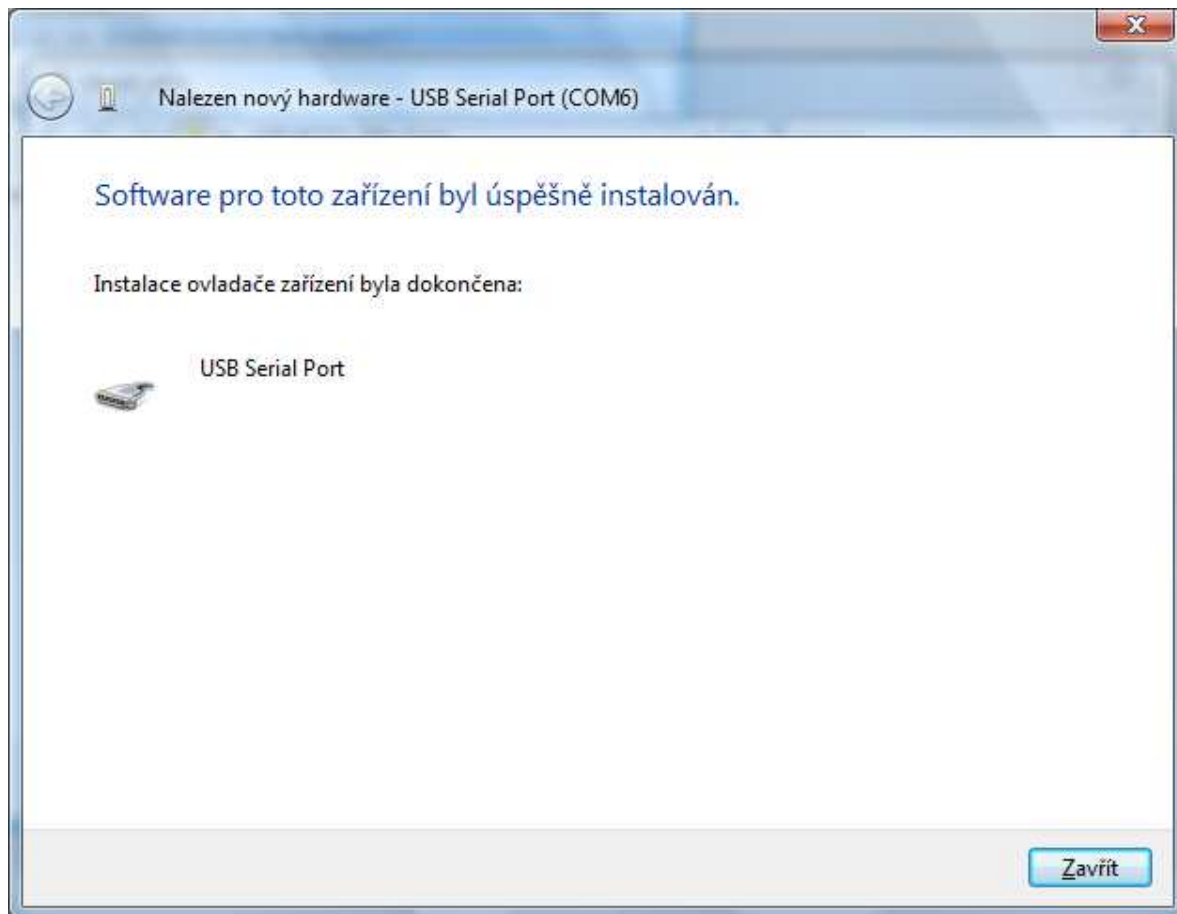 Nalezen nový hardware - USB Serial Port (COM6)
Software pro toto zařízení byl úspěšně instalován.
Instalace ovladače zařízení byla dokončena:
USB Serial Port
Zavřít